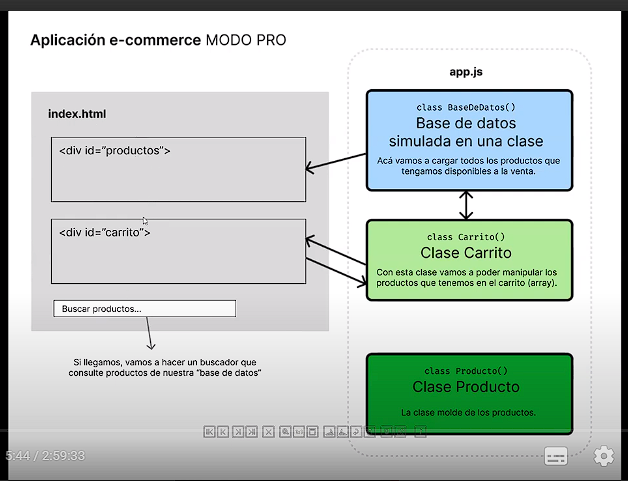 Aplicación e-commerce MODO PRO
index.html
<div id="productos">
<div id="carrito">
Buscar productos...
Si llegamos, vamos a hacer un buscador que
consulte productos de nuestra "base de datos"
app.js
class BaseDeDatos()
Base de datos
simulada en una clase
Acá vamos a cargar todos los productos que
tengamos disponibles a la venta.
class Carrito()
Clase Carrito
Con esta clase vamos a poder manipular los
productos que tenemos en el carrito (array).
class Producto()
Clase Producto
La clase molde de los productos.
5:44 / 2:59:33